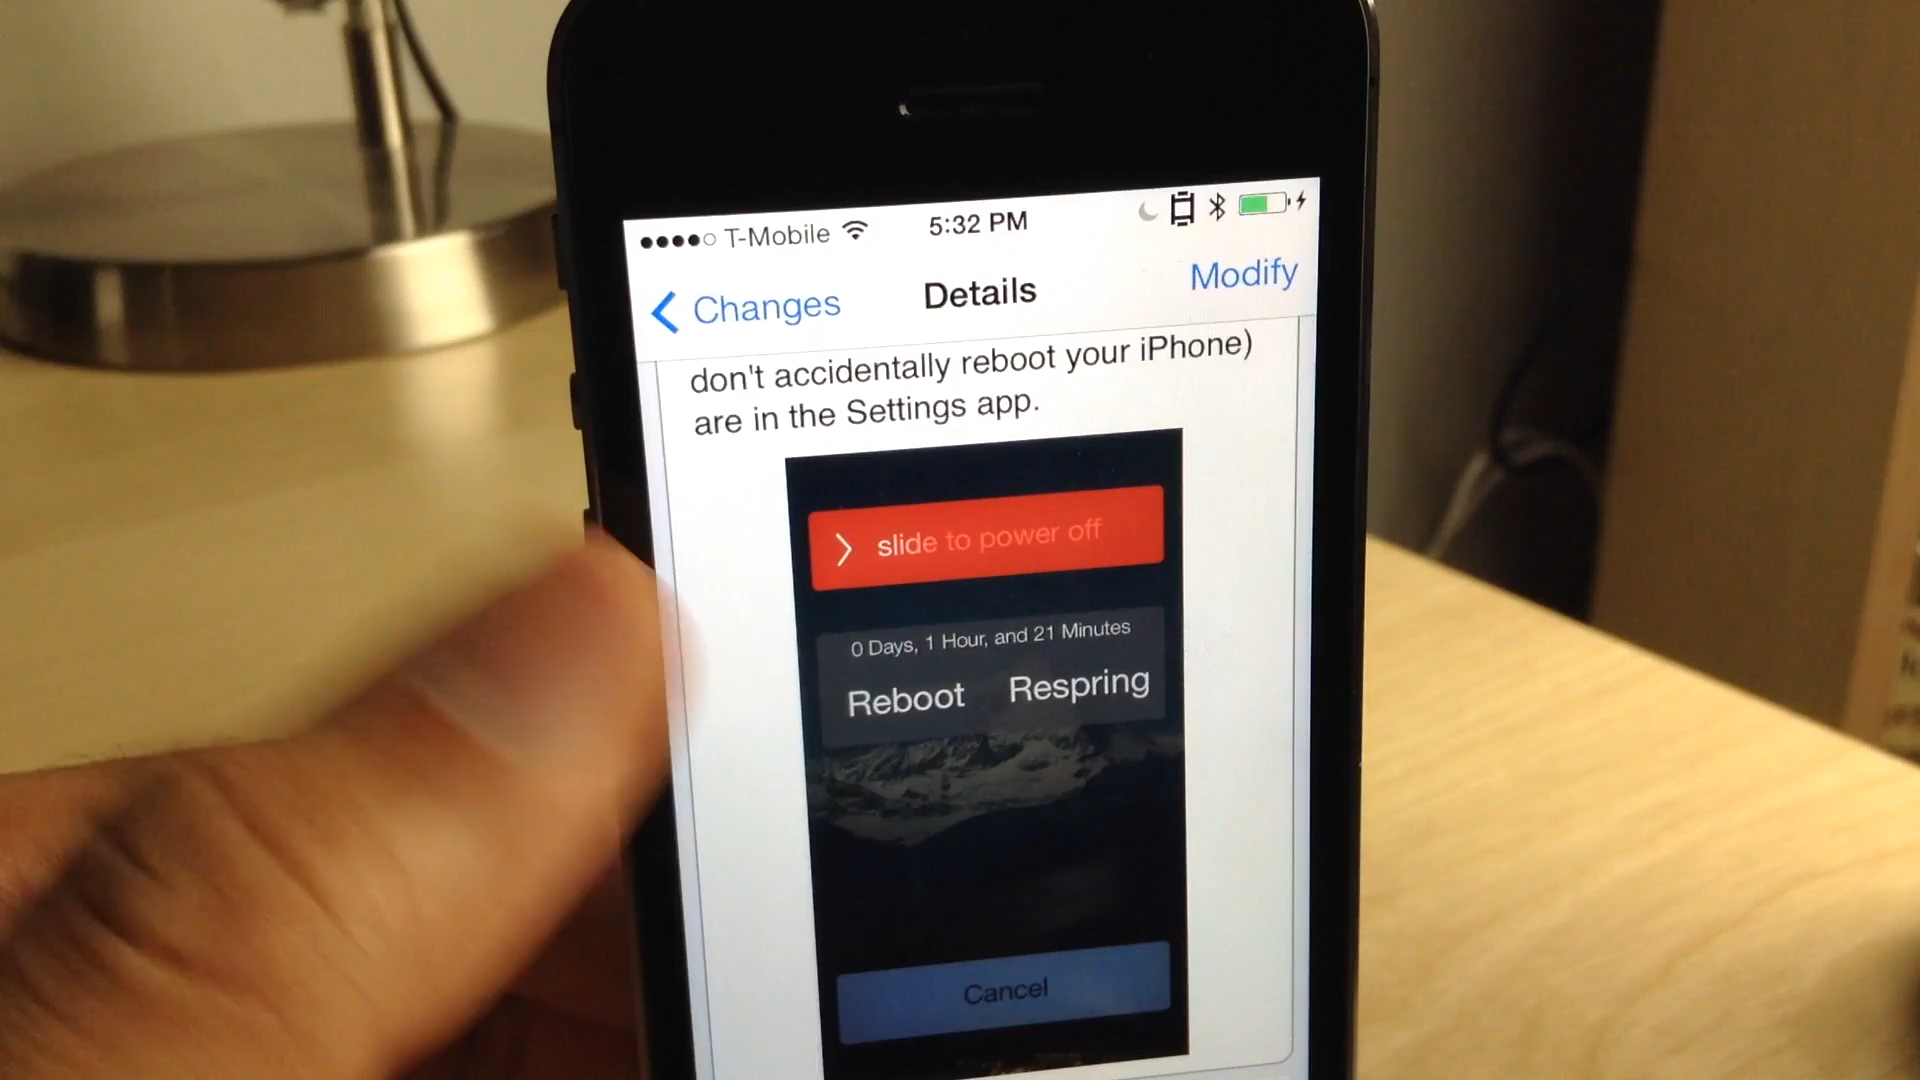 T-Mobile
5:32 PM
Changes
Details
Modify
don't accidentally reboot your iPhone)
are in the Settings app.
slide to power off
0 Days, 1 Hour, and 21 Minutes
Reboot
Respring
Cancel